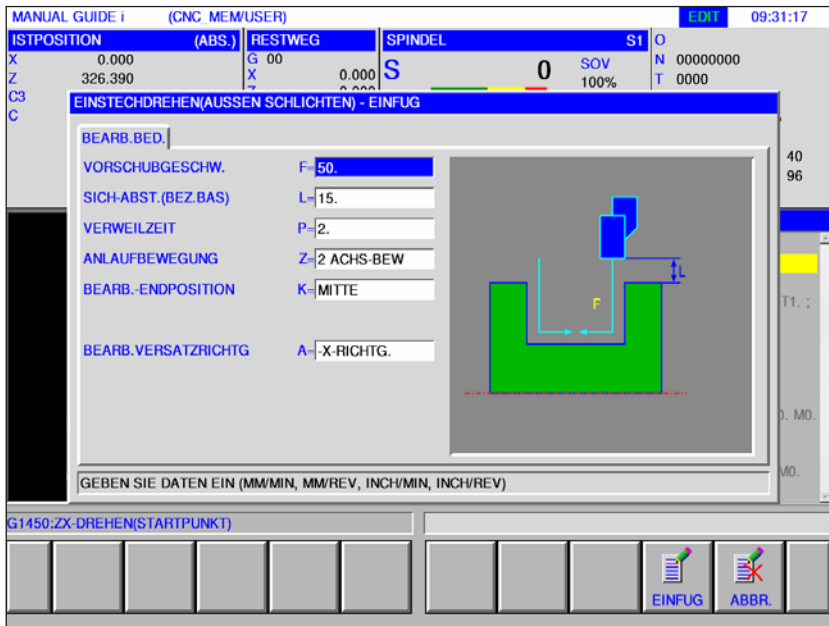 MANUAL GUIDE i (CNC_MEM/USER) EDIT 09:31:17
ISTPOSITION (ABS.) RESTWEG SPINDEL S1 O
X 0.000 G 00 N 00000000
Z 326.390 X 0.000 S 0 SOV 100% T 0000
C3
C
40
96
EINSTECHDREHEN(AUSSEN SCHLICHTEN) - EINFUG
BEARB.BED.
VORSCHUBGESCHW. F= 50.
SICH-ABST.(BEZ.BAS) L= 15.
VERWEILZEIT P= 2.
ANLAUFBEWEGUNG Z= 2 ACHS-BEW
BEARB.-ENDPOSITION K= MITTE
BEARB.VERSATZRICHTG A= -X-RICHTG.
L
F
T1. ;
0. M0.
M0.
GEBEN SIE DATEN EIN (MM/MIN, MM/REV, INCH/MIN, INCH/REV)
G1450:ZX-DREHEN(STARTPUNKT)
EINFUG ABBR.